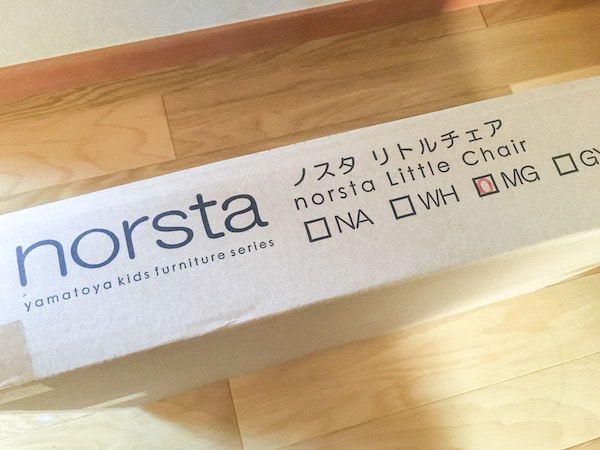 norsta
yamatoya kids furniture series
ノスタ リトルチェア
norsta Little Chair
□NA □WH □MG □GY